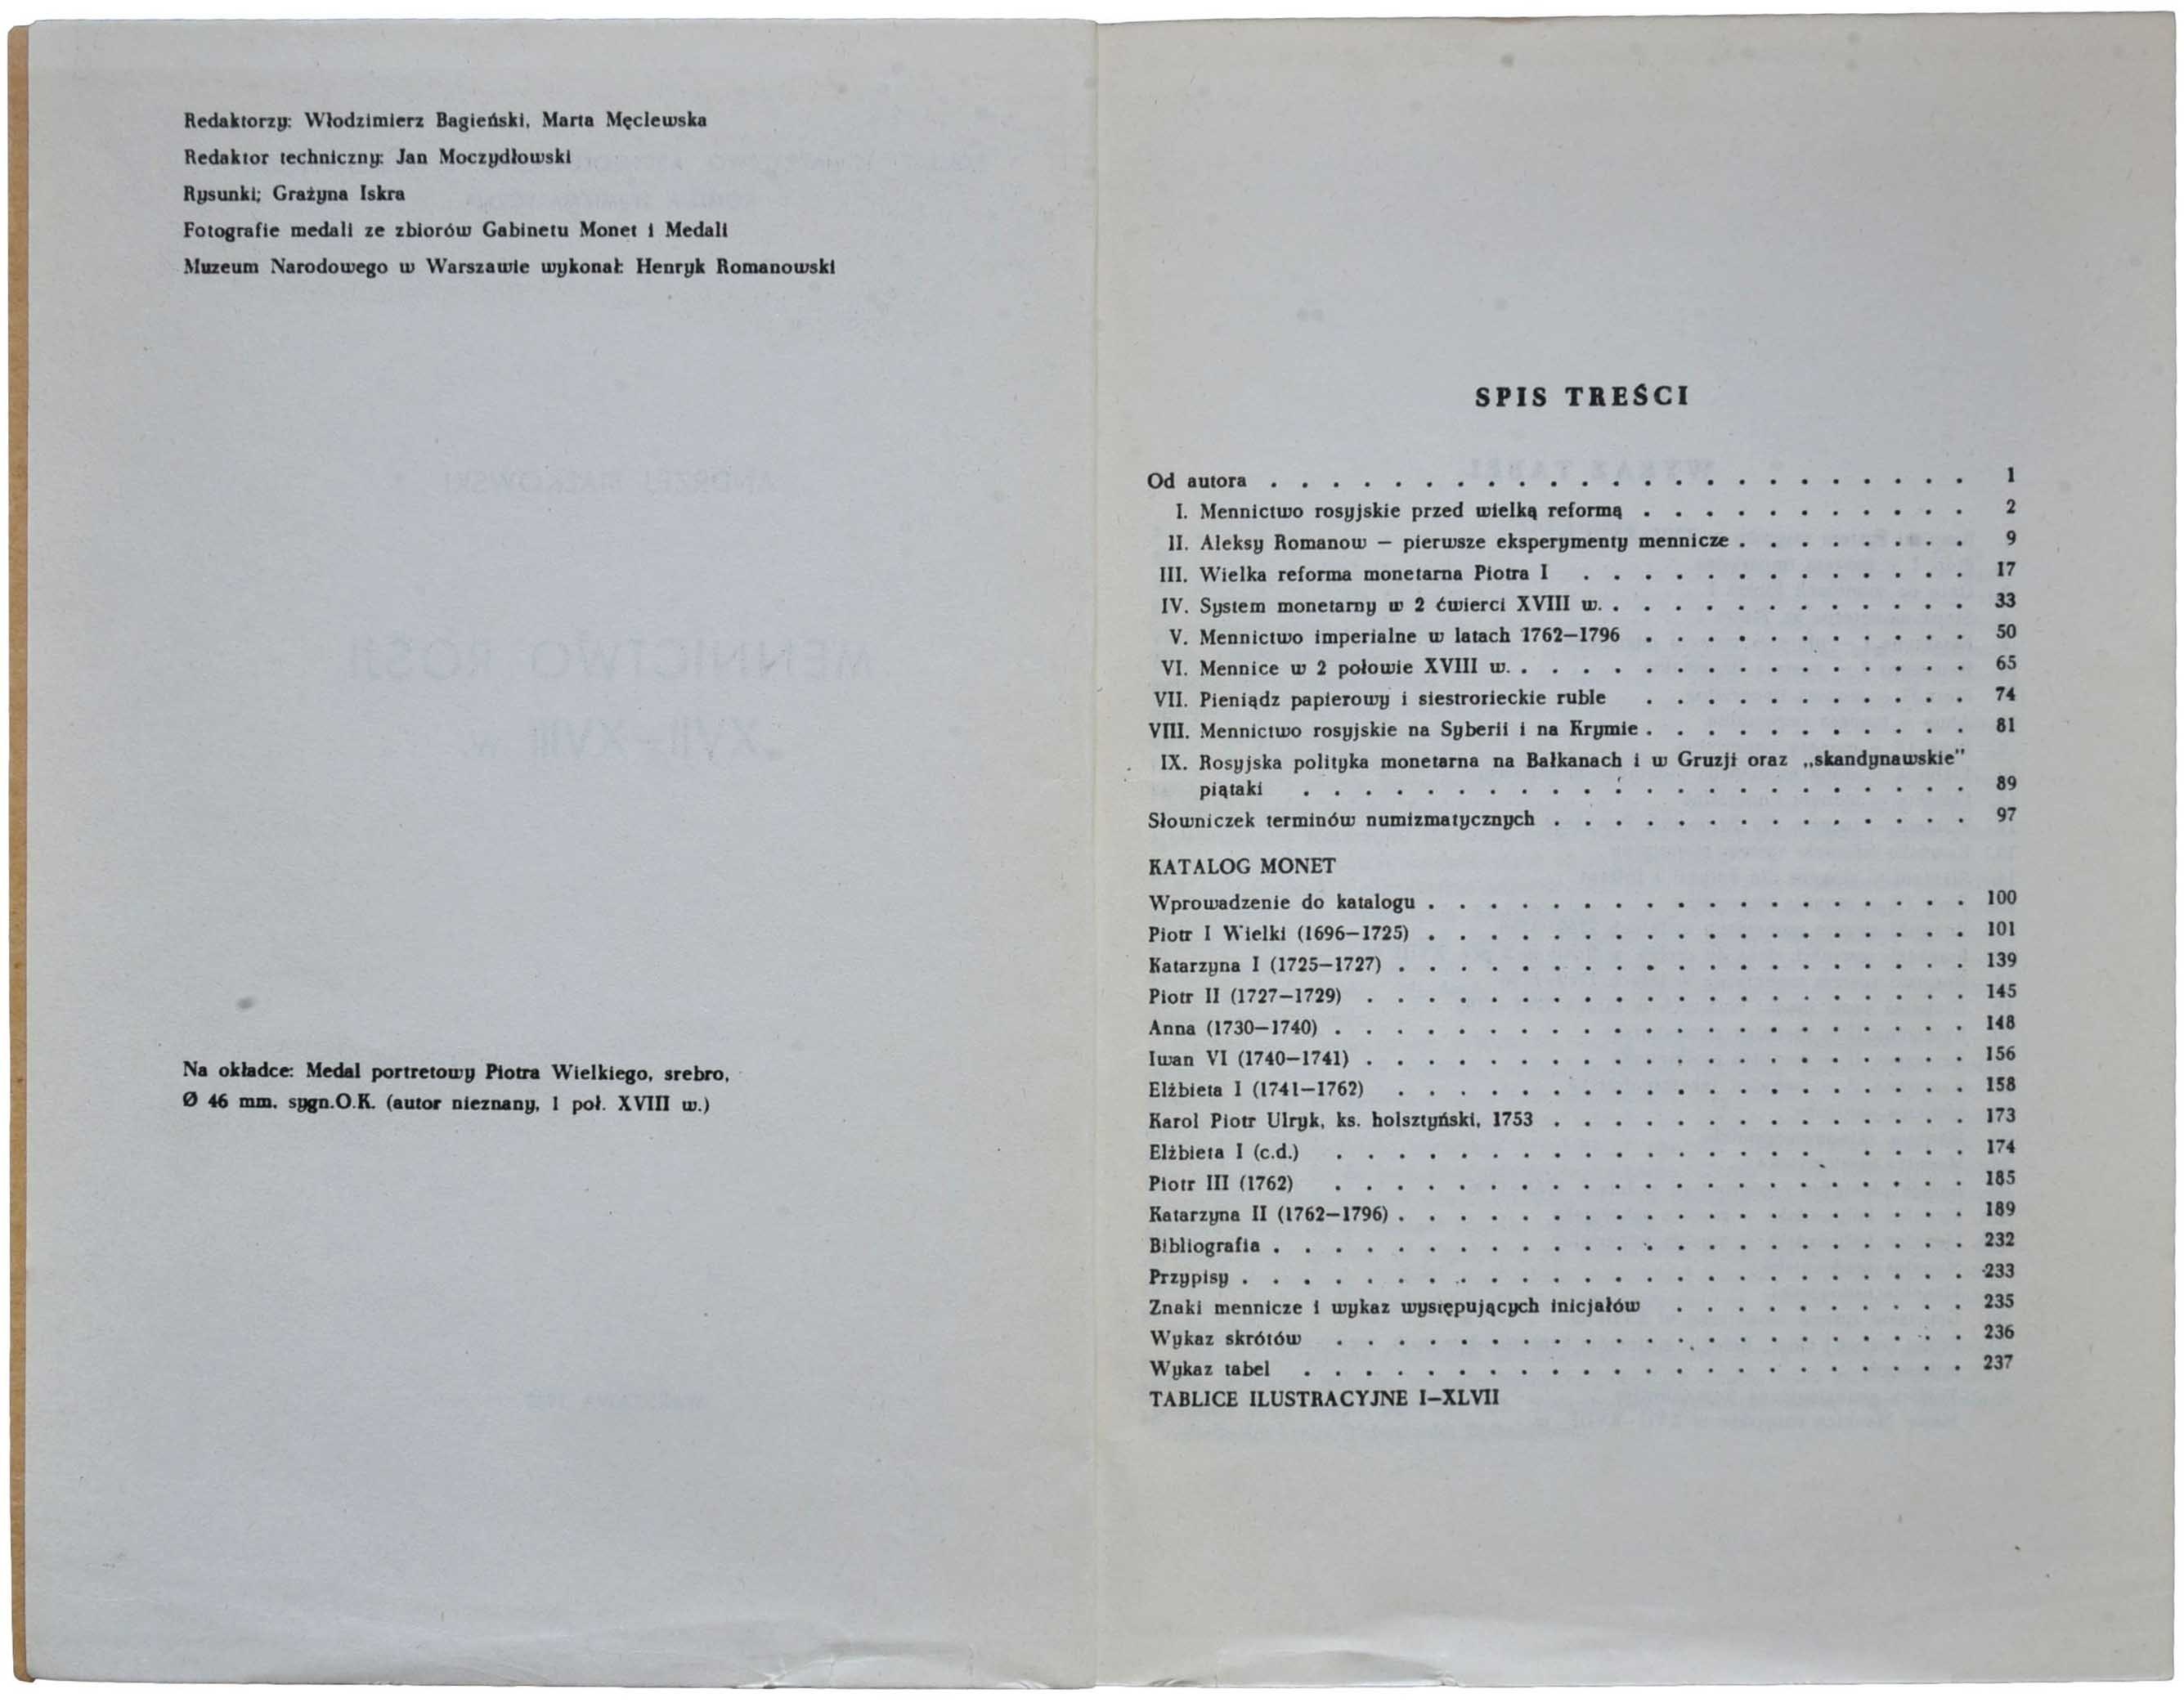 Redaktorzy: Włodzimierz Bagieński, Marta Męclewska
Redaktor techniczny: Jan Moczydłowski
Rysunki; Grażyna Iskra
Fotografie medali ze zbiorów Gabinetu Monet i Medali
Muzeum Narodowego w Warszawie wykonał: Henryk Romanowski
Na okładce: Medal portretowy Piotra Wielkiego, srebro,
Ø 46 mm. sygn.O.K. (autor nieznany, 1 poł. XVIII w.)
SPIS TREŚCI
Od autora . . . . . . . . . . . . . . . . . . . . . . . 1
I. Mennictwo rosyjskie przed wielką reformą . . . . . . . . . . . 2
II. Aleksy Romanow — pierwsze eksperymenty mennicze . . . . . . . . 9
III. Wielka reforma monetarna Piotra I . . . . . . . . . . . . . 17
IV. System monetarny w 2 ćwierci XVIII w. . . . . . . . . . . . . 33
V. Mennictwo imperialne w latach 1762—1796 . . . . . . . . . . . 50
VI. Mennice w 2 połowie XVIII w. . . . . . . . . . . . . . . . 65
VII. Pieniądz papierowy i siestrorieckie ruble . . . . . . . . . . . 74
VIII. Mennictwo rosyjskie na Syberii i na Krymie . . . . . . . . . . . 81
IX. Rosyjska polityka monetarna na Bałkanach i w Gruzji oraz „skandynawskie”
piątaki . . . . . . . . . . . . . . . . . . . . . . 89
Słowniczek terminów numizmatycznych . . . . . . . . . . . . . . 97
KATALOG MONET
Wprowadzenie do katalogu . . . . . . . . . . . . . . . . . . 100
Piotr I Wielki (1696—1725) . . . . . . . . . . . . . . . . . . 101
Katarzyna I (1725—1727) . . . . . . . . . . . . . . . . . . . 139
Piotr II (1727—1729) . . . . . . . . . . . . . . . . . . . . 145
Anna (1730—1740) . . . . . . . . . . . . . . . . . . . . . 148
Iwan VI (1740—1741) . . . . . . . . . . . . . . . . . . . . 156
Elżbieta I (1741—1762) . . . . . . . . . . . . . . . . . . . 158
Karol Piotr Ulryk, ks. holsztyński, 1753 . . . . . . . . . . . . . . 173
Elżbieta I (c.d.) . . . . . . . . . . . . . . . . . . . . 174
Piotr III (1762) . . . . . . . . . . . . . . . . . . . . . 185
Katarzyna II (1762—1796) . . . . . . . . . . . . . . . . . . . 189
Bibliografia . . . . . . . . . . . . . . . . . . . . . . . 232
Przypisy . . . . . . . . . . . . . . . . . . . . . . . . 233
Znaki mennicze i wykaz występujących inicjałów . . . . . . . . . . 235
Wykaz skrótów . . . . . . . . . . . . . . . . . . . . . 236
Wykaz tabel . . . . . . . . . . . . . . . . . . . . . . 237
TABLICE ILUSTRACYJNE I—XLVII